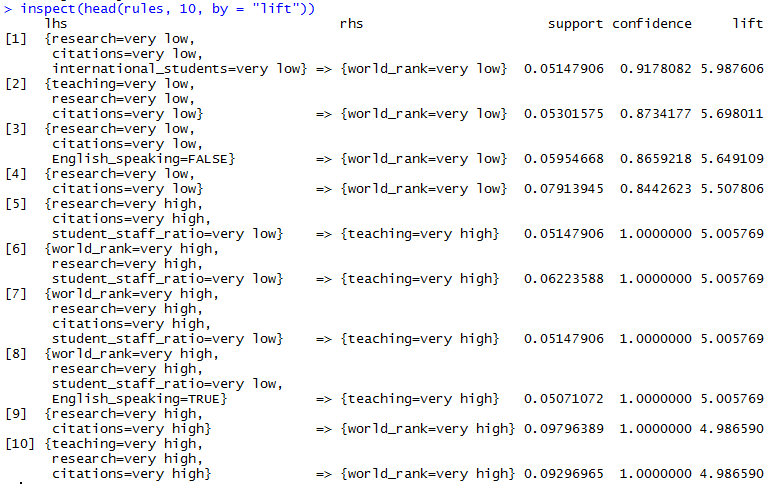 > inspect(head(rules, 10, by = "lift"))
     lhs                               rhs                       support confidence     lift
[1]  {research=very low,
      citations=very low,
      international_students=very low} => {world_rank=very low}  0.05147906  0.9178082 5.987606
[2]  {teaching=very low,
      research=very low,
      citations=very low}              => {world_rank=very low}  0.05301575  0.8734177 5.698011
[3]  {research=very low,
      citations=very low,
      English_speaking=FALSE}          => {world_rank=very low}  0.05954668  0.8659218 5.649109
[4]  {research=very low,
      citations=very low}              => {world_rank=very low}  0.07913945  0.8442623 5.507806
[5]  {research=very high,
      citations=very high,
      student_staff_ratio=very low}    => {teaching=very high}   0.05147906  1.0000000 5.005769
[6]  {world_rank=very high,
      research=very high,
      student_staff_ratio=very low}    => {teaching=very high}   0.06223588  1.0000000 5.005769
[7]  {world_rank=very high,
      research=very high,
      citations=very high,
      student_staff_ratio=very low}    => {teaching=very high}   0.05147906  1.0000000 5.005769
[8]  {world_rank=very high,
      research=very high,
      student_staff_ratio=very low,
      English_speaking=TRUE}           => {teaching=very high}   0.05071072  1.0000000 5.005769
[9]  {research=very high,
      citations=very high}             => {world_rank=very high} 0.09796389  1.0000000 4.986590
[10] {teaching=very high,
      research=very high,
      citations=very high}             => {world_rank=very high} 0.09296965  1.0000000 4.986590